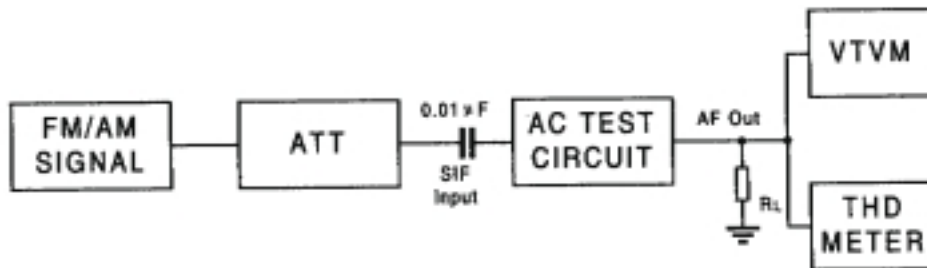 FM/AM
SIGNAL
ATT
0.01 µF
SIF
Input
AC TEST
CIRCUIT
AF Out
RL
VTVM
THD
METER